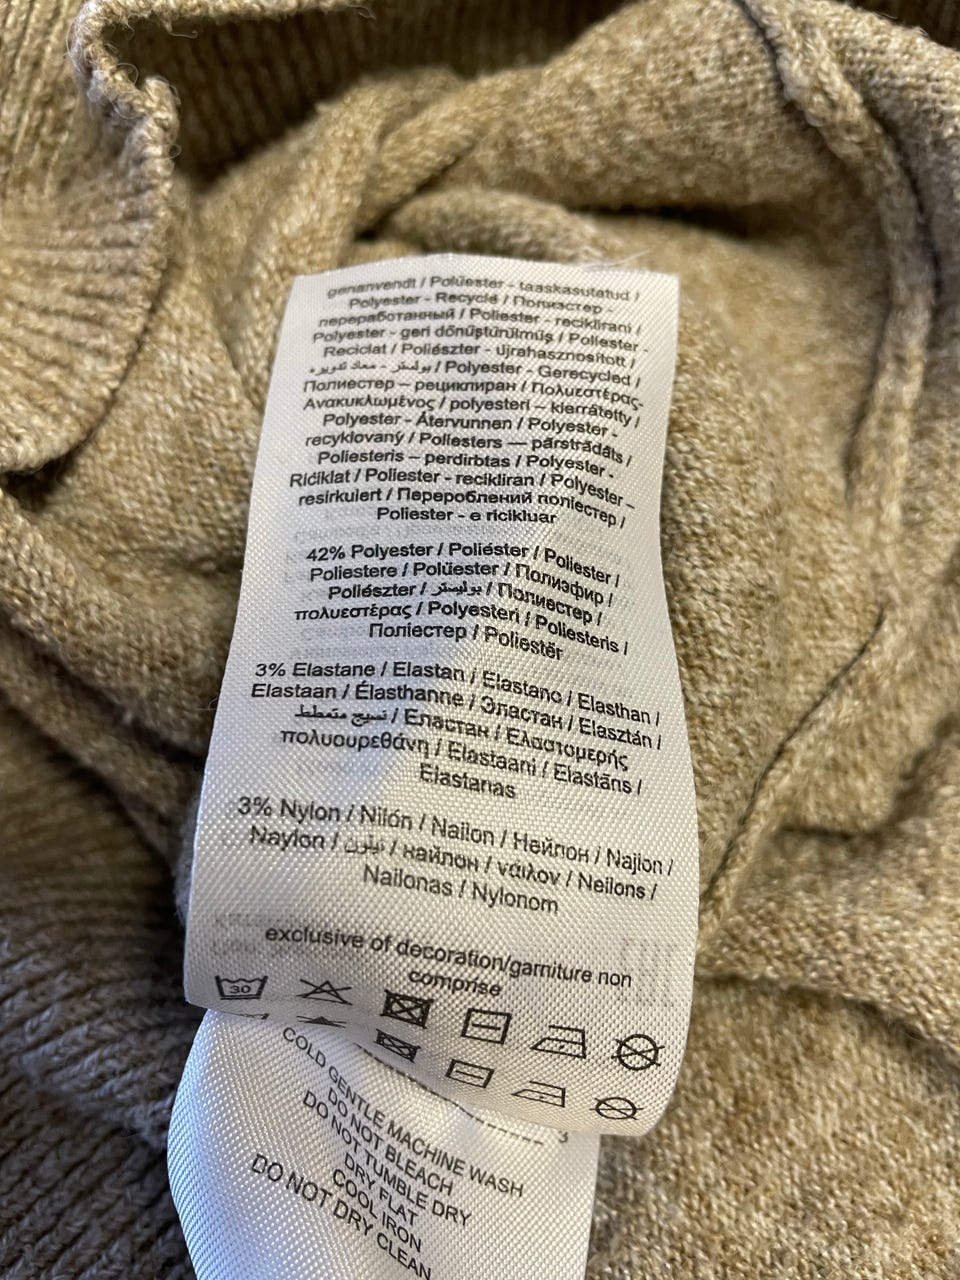 genanvendt / Polüester - taaskasutatud /
Polyester - Recyclé / Полиэстер -
переработанный / Poliester - reciklirani /
Polyester - geri dönüştürülmüş / Poliester -
Reciclat / Poliészter - újrahasznosított /
بوليستر - معاد تدويره / Polyester - Gerecycled /
Полиестер – рециклиран / Πολυεστέρας-
Ανακυκλωμένος / polyesteri – kierrätetty /
Polyester - Återvunnen / Polyester -
recyklovaný / Poliesters — pārstrādāts /
Poliesteris – perdirbtas / Polyester -
Riċiklat / Poliester - recikliran / Polyester -
resirkulert / Перероблений поліестер /
Poliester - e ricikluar
42% Polyester / Poliéster / Poliester /
Poliestere / Polüester / Полиэфир /
Poliészter / بوليستر / Полиестер /
πολυεστέρας / Polyesteri / Poliesteris /
Поліестер / Poliestër
3% Elastane / Elastan / Elastano / Elasthan /
Elastaan / Élasthanne / Эластан / Elasztán /
نسيج متمطط / Еластан / Ελαστομερής
πολυουρεθάνη / Elastaani / Elastāns /
Elastanas
3% Nylon / Nilón / Nailon / Нейлон / Najlon /
Naylon / نيلون / найлон / νάιλον / Neilons /
Nailonas / Nylonom
exclusive of decoration/garniture non
comprise
30
3
COLD GENTLE MACHINE WASH
DO NOT BLEACH
DO NOT TUMBLE DRY
DRY FLAT
COOL IRON
DO NOT DRY CLEAN